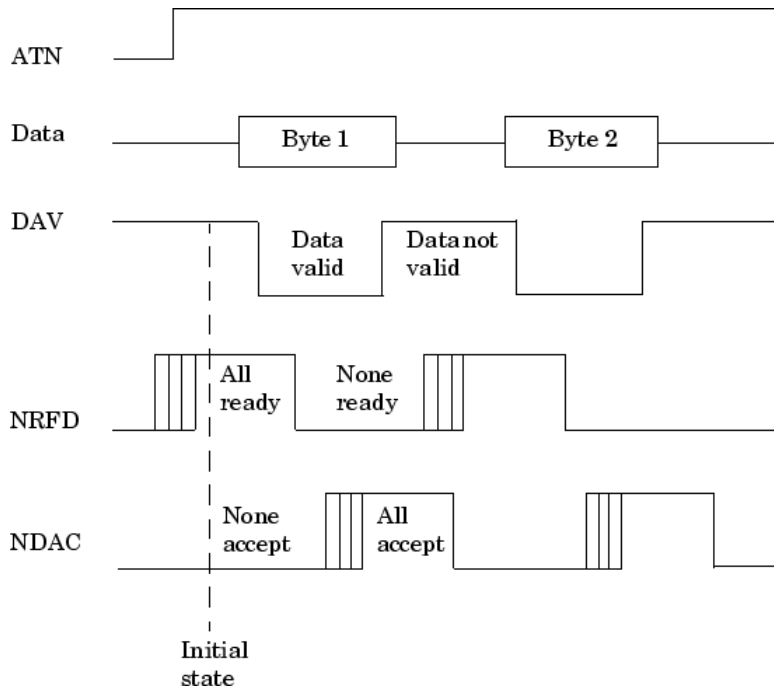 ATN
Data
Byte 1
Byte 2
DAV
Data
valid
Data not
valid
NRFD
All
ready
None
ready
NDAC
None
accept
All
accept
Initial
state